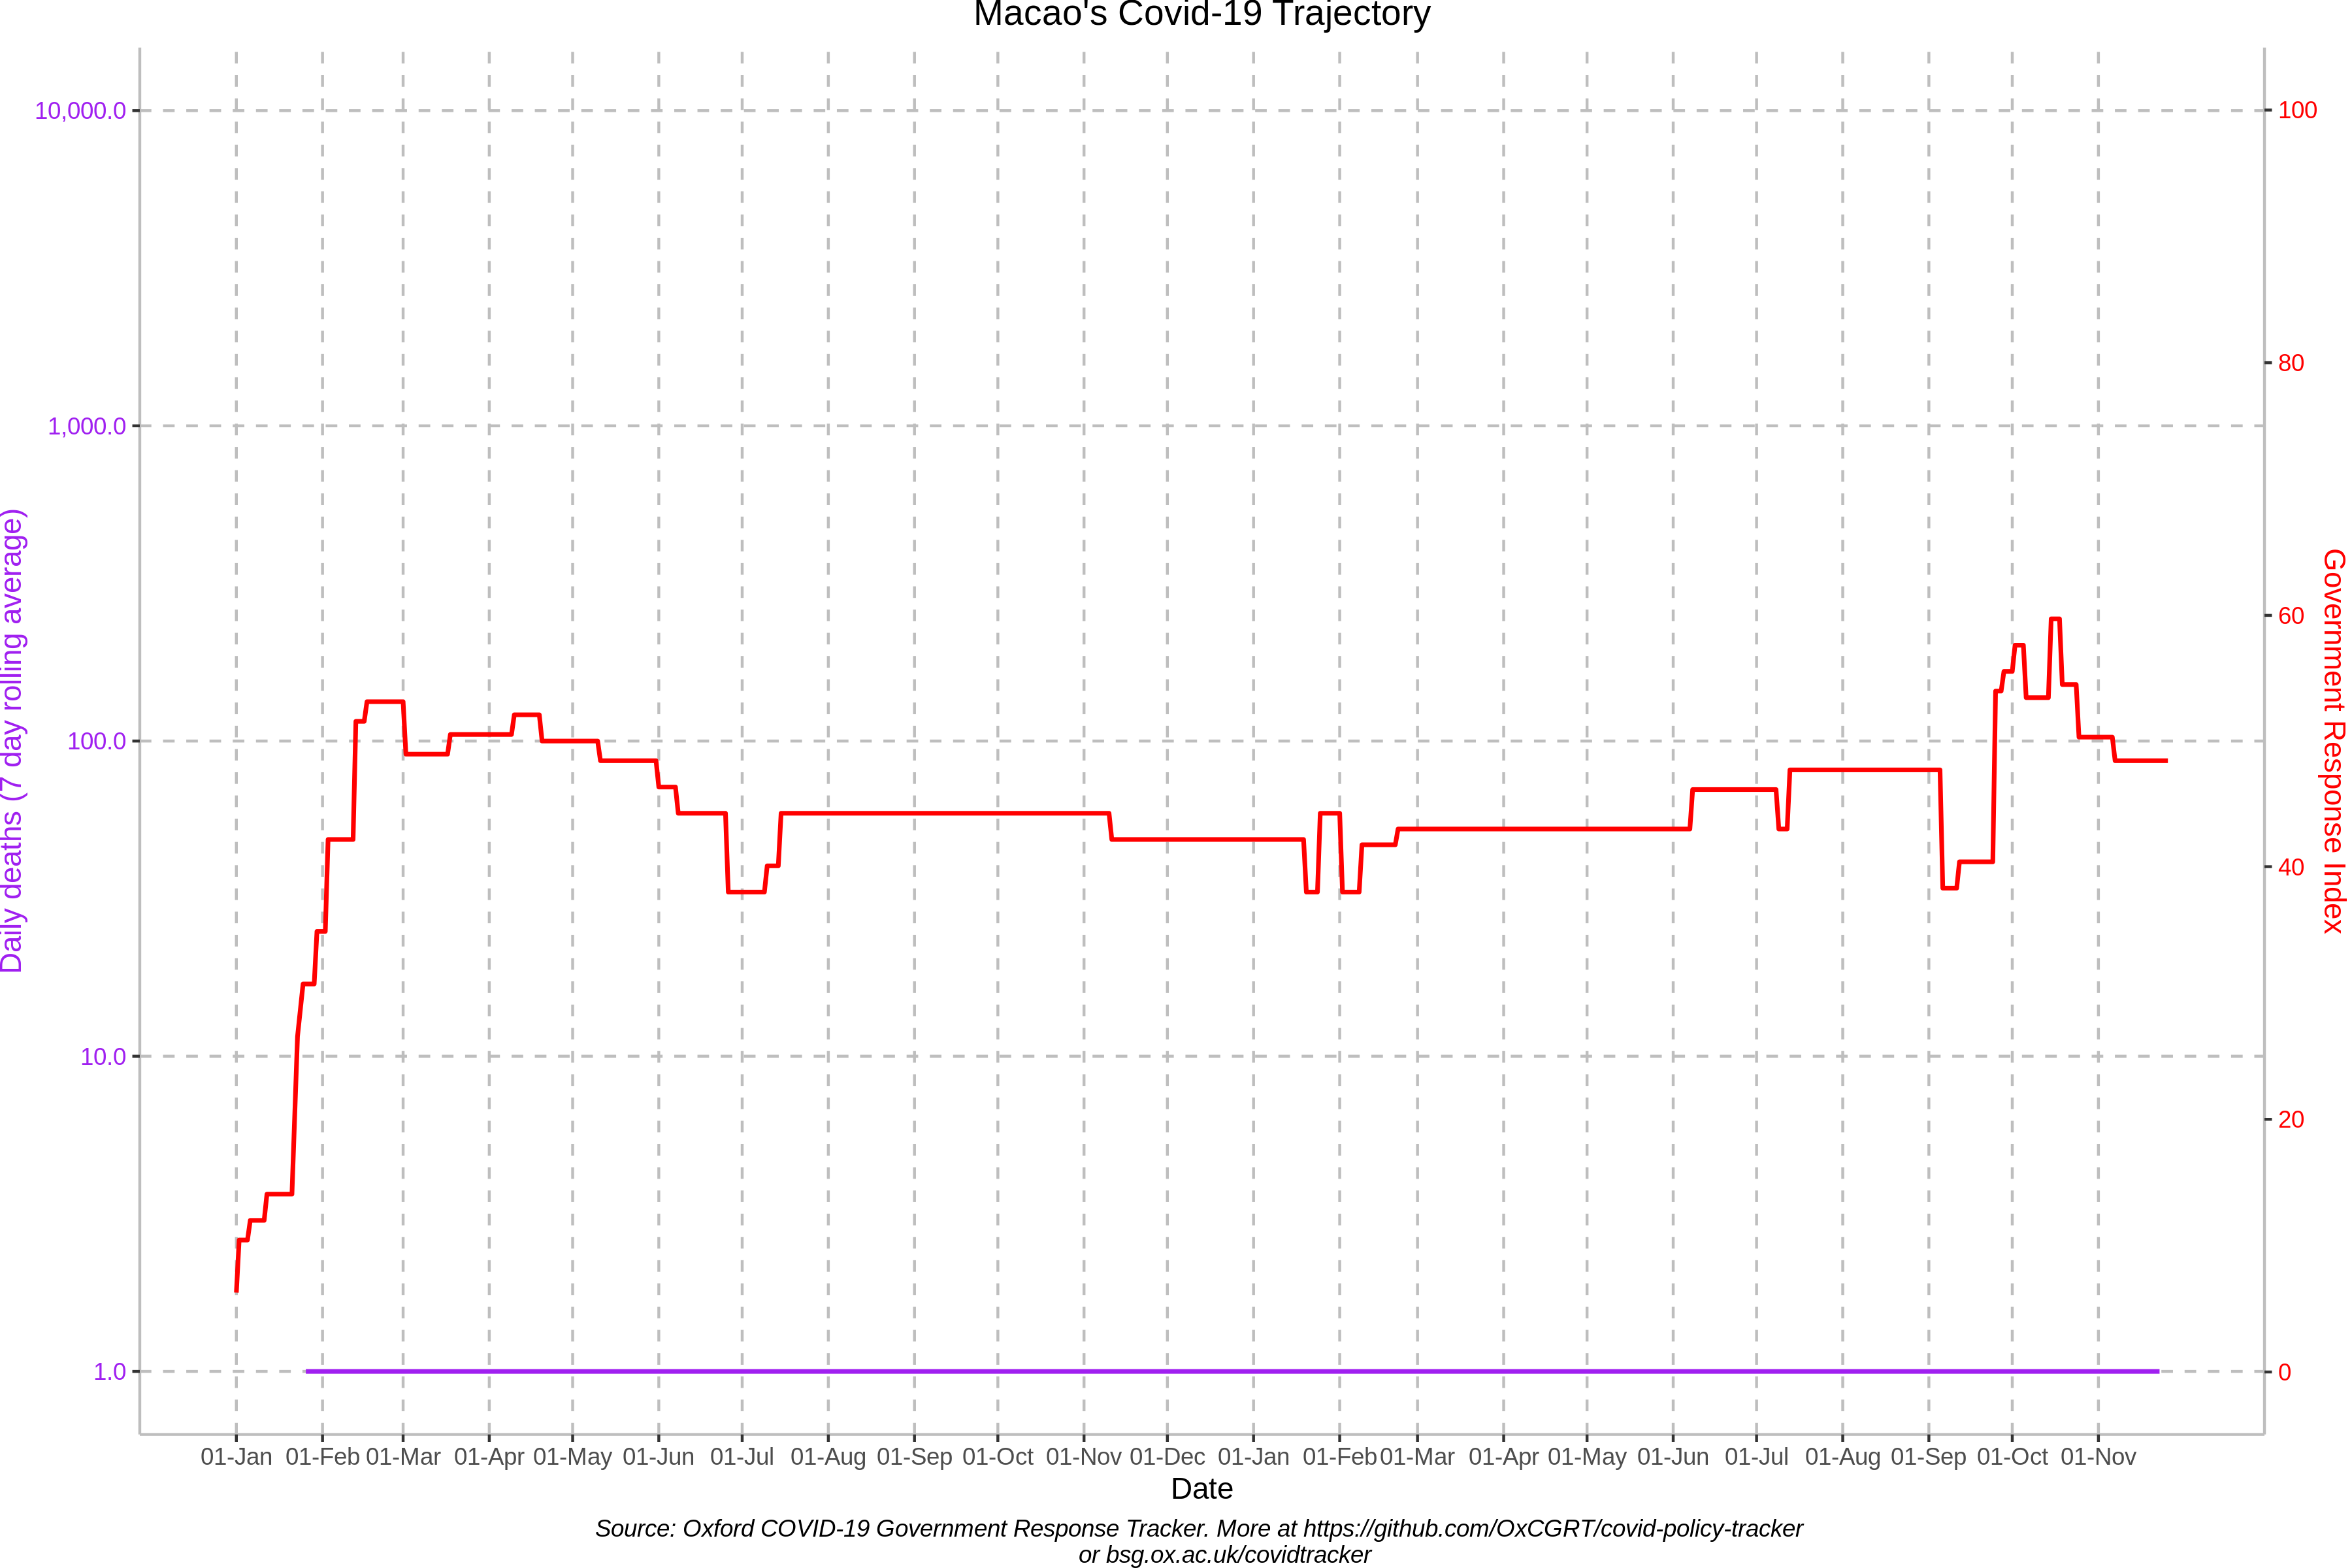 Macao's Covid-19 Trajectory
10,000.0
1,000.0
100.0
10.0
1.0
Daily deaths (7 day rolling average)
100
80
60
40
20
0
Government Response Index
01-Jan 01-Feb 01-Mar 01-Apr 01-May 01-Jun 01-Jul 01-Aug 01-Sep 01-Oct 01-Nov 01-Dec 01-Jan 01-Feb 01-Mar 01-Apr 01-May 01-Jun 01-Jul 01-Aug 01-Sep 01-Oct 01-Nov
Date
Source: Oxford COVID-19 Government Response Tracker. More at https://github.com/OxCGRT/covid-policy-tracker
or bsg.ox.ac.uk/covidtracker